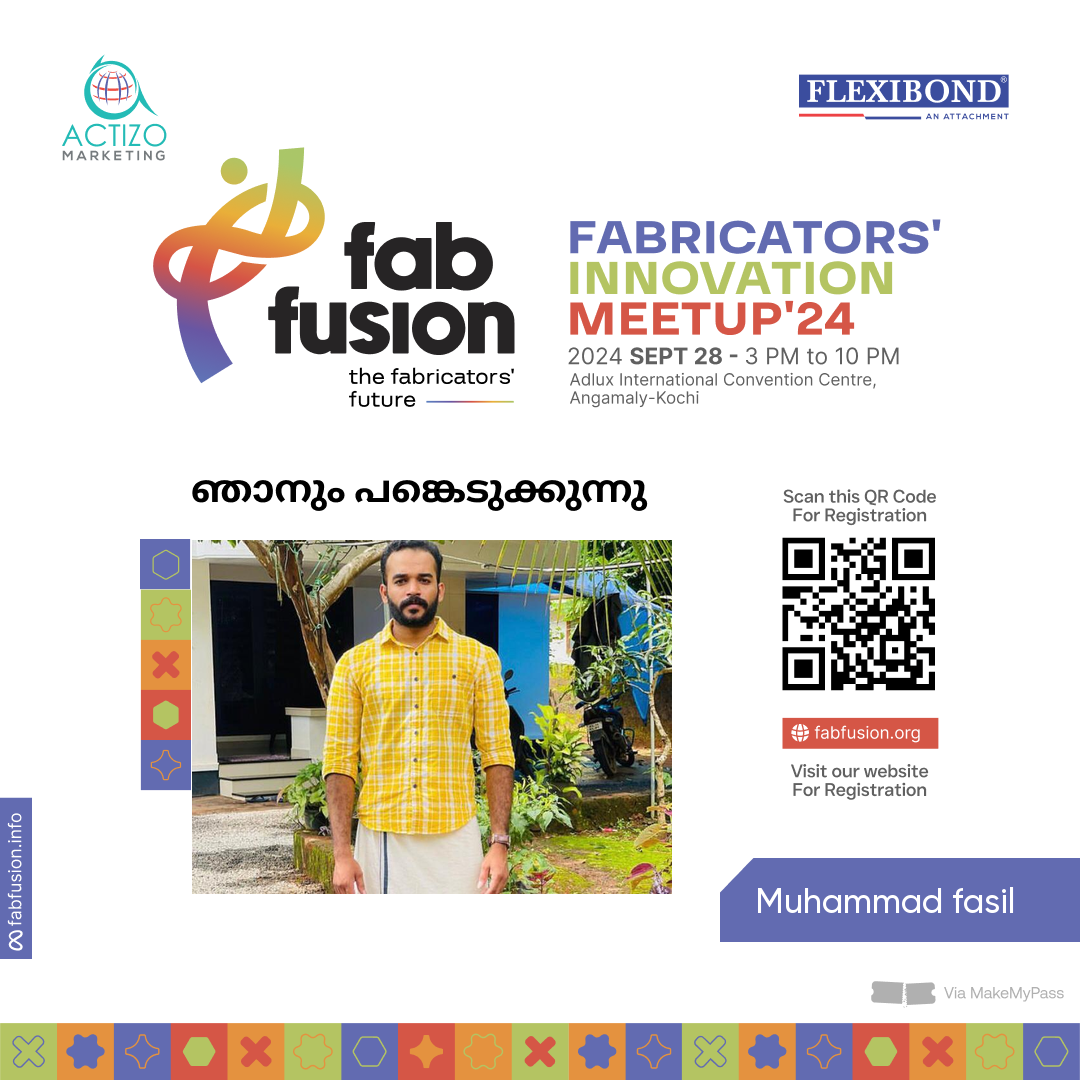 ACTIZO
MARKETING
FLEXIBOND®
AN ATTACHMENT
fab
fusion
the fabricators'
future
FABRICATORS'
INNOVATION
MEETUP'24
2024 SEPT 28 - 3 PM to 10 PM
Adlux International Convention Centre,
Angamaly-Kochi
ഞാനും പങ്കെടുക്കുന്നു
Scan this QR Code
For Registration
fabfusion.org
Visit our website
For Registration
fabfusion.info
Muhammad fasil
Via MakeMyPass